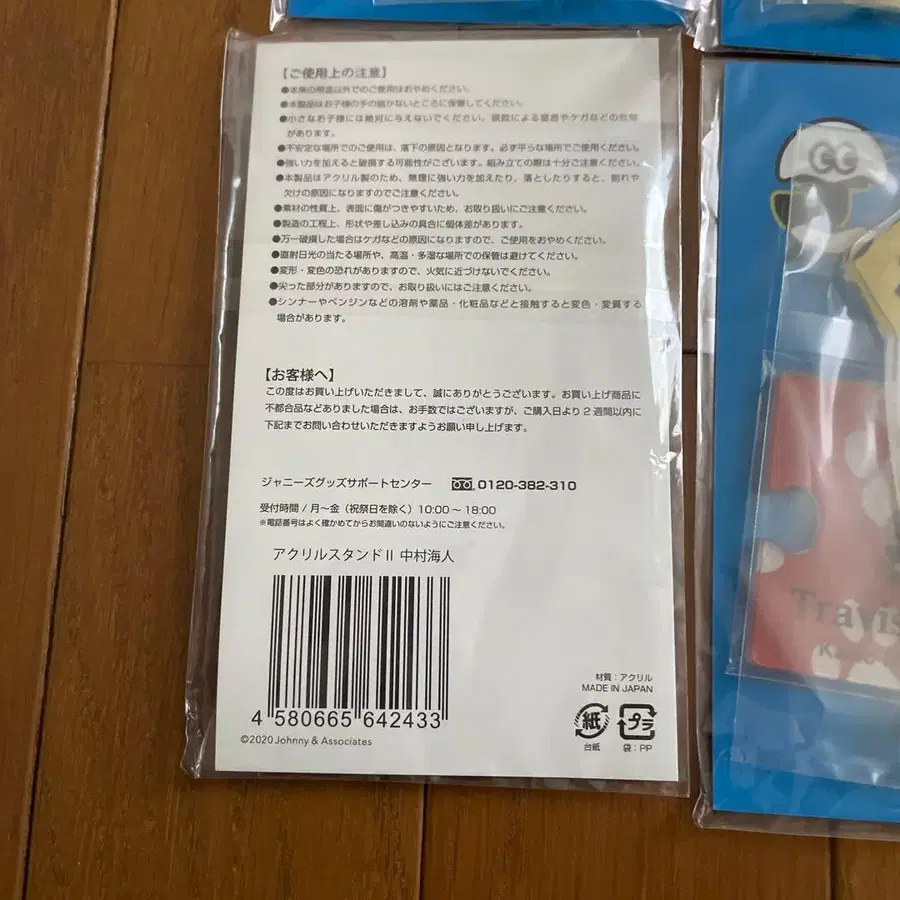 【ご使用上の注意】
●本来の用途以外でのご使用はおやめください。
●本製品はお子様の手の届かないところに保管してください。
●小さなお子様には絶対に与えないでください。誤飲による窒息やケガなどの危険
があります。
●不安定な場所でのご使用は、落下の原因となります。必ず平らな場所でご使用ください。
●強い力を加えると破損する可能性がございます。組み立ての際は十分ご注意ください。
●本製品はアクリル製のため、無理に強い力を加えたり、落としたりすると、割れや
欠けの原因になりますのでご注意ください。
●素材の性質上、表面に傷がつきやすいため、お取り扱いにご注意ください。
●製造の工程上、形状や差し込みの具合に個体差があります。
●万一破損した場合はケガなどの原因になりますので、ご使用をおやめください。
●直射日光の当たる場所や、高温・多湿な場所での保管は避けてください。
●変形・変色の恐れがありますので、火気に近づけないでください。
●尖った部分がありますので、お取り扱いにはご注意ください。
●シンナーやベンジンなどの溶剤や薬品・化粧品などと接触すると変色・変質する
場合があります。
【お客様へ】
この度はお買い上げいただきまして、誠にありがとうございます。お買い上げ商品に
不都合品などありました場合は、お手数ではございますが、ご購入日より2週間以内に
下記までお問い合わせいただきますようお願い申し上げます。
ジャニーズグッズサポートセンター 0120-382-310
受付時間 / 月～金（祝祭日を除く）10:00～18:00
※電話番号はよく確かめてからお間違いのないようにご注意ください。
アクリルスタンドⅡ 中村海人
4 580665 642433
©2020 Johnny & Associates
材質：アクリル
MADE IN JAPAN
紙 プラ
台紙 袋：PP
Travis